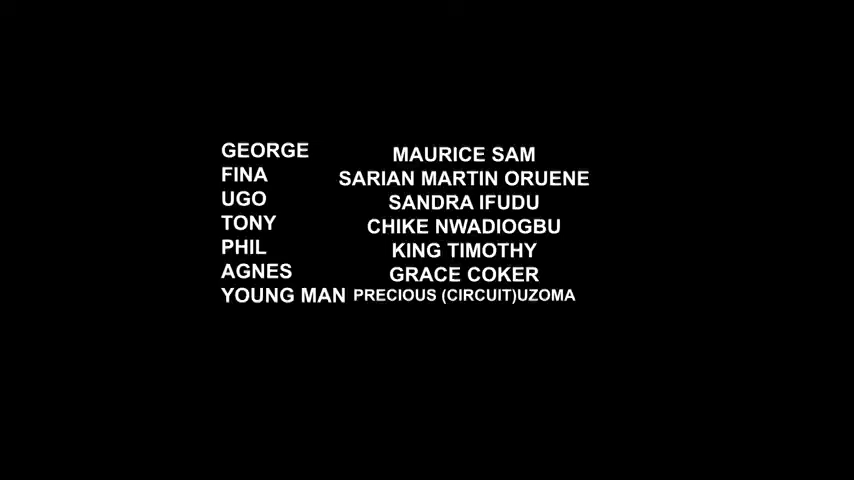 GEORGE MAURICE SAM
FINA SARIAN MARTIN ORUENE
UGO SANDRA IFUDU
TONY CHIKE NWADIOGBU
PHIL KING TIMOTHY
AGNES GRACE COKER
YOUNG MAN PRECIOUS (CIRCUIT)UZOMA